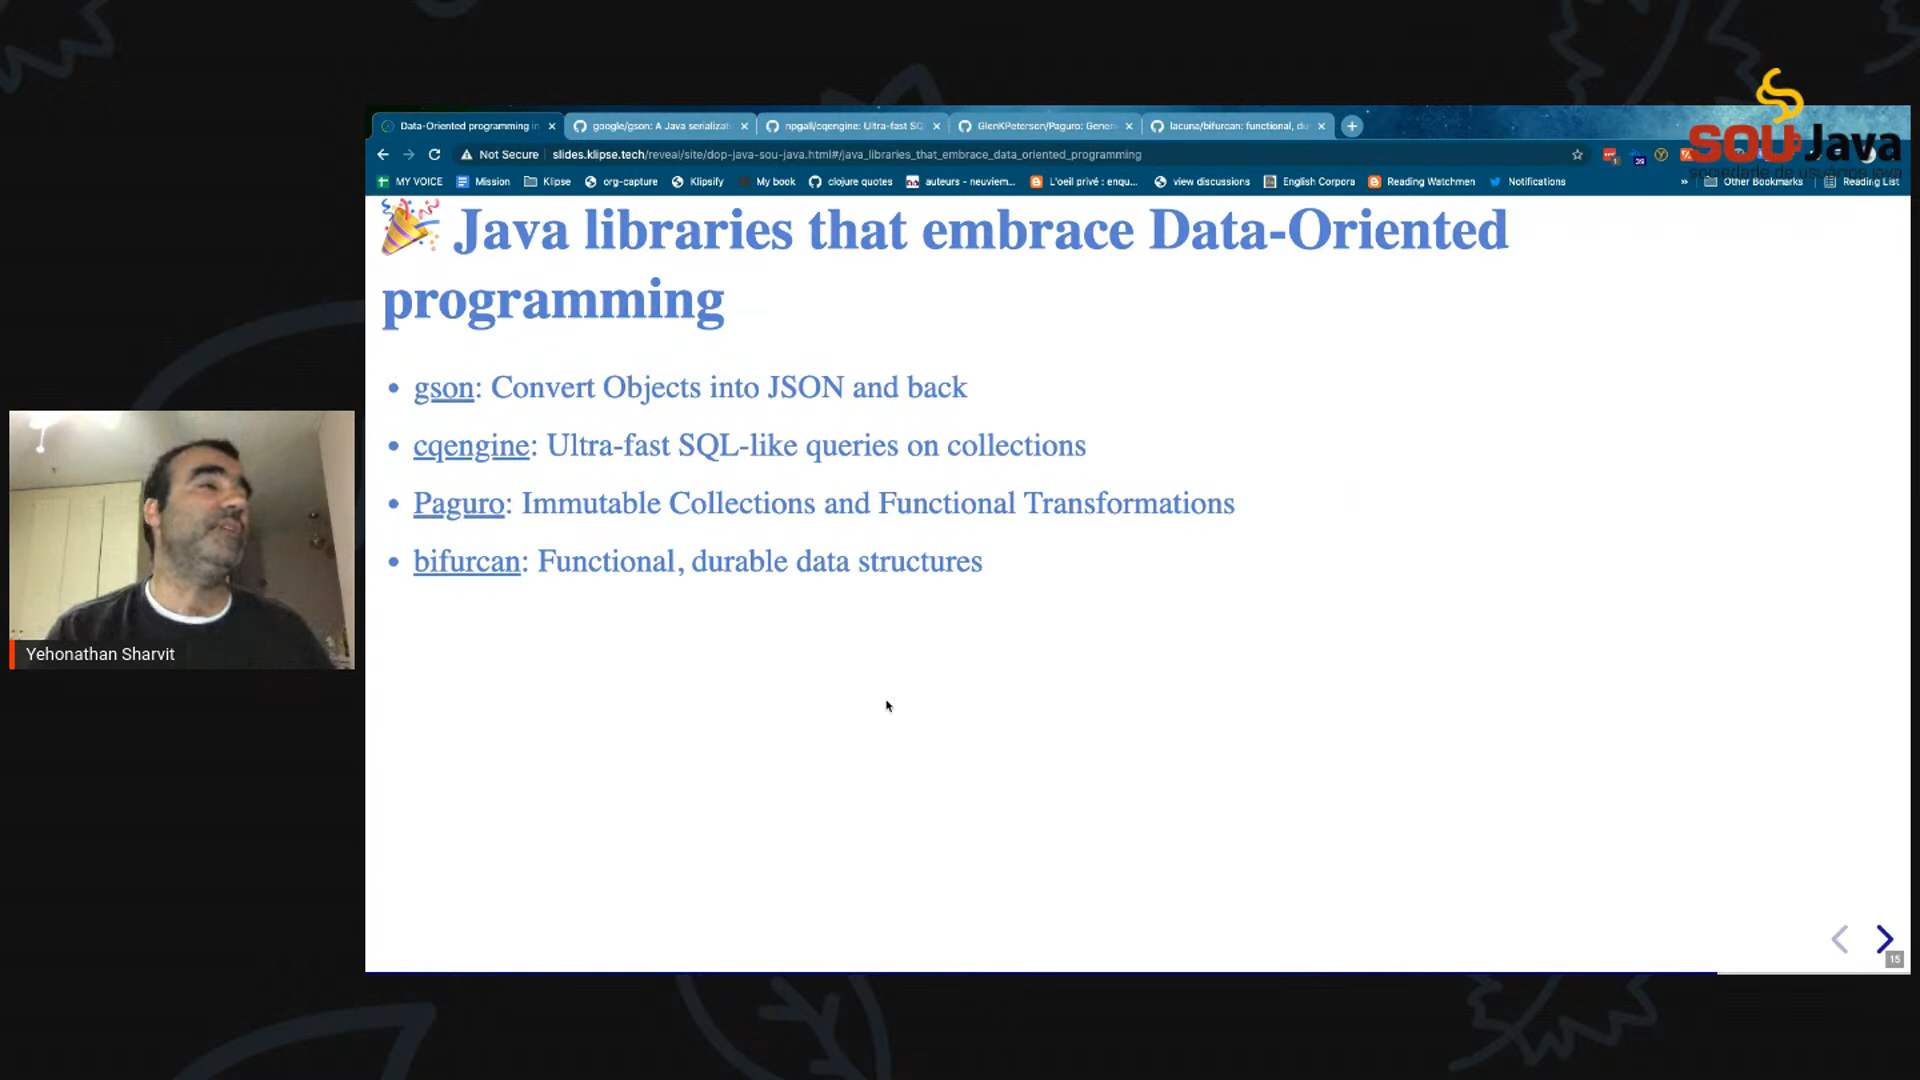 Data-Oriented programming in
google/gson: A Java serializati
npgall/cqengine: Ultra-fast SQ
GlenKPeterson/Paguro: Gener
lacuna/bifurcan: functional, du
Not Secure
slides.klipse.tech/reveal/site/dop-java-sou-java.html#/java_libraries_that_embrace_data_oriented_programming
MY VOICE
Mission
Klipse
org-capture
Klipsify
My book
clojure quotes
auteurs - neuviem...
L'oeil privé : enqu...
view discussions
English Corpora
Reading Watchmen
Notifications
»
Other Bookmarks
Reading List
SOUJava
sociedade de usuários java
Java libraries that embrace Data-Oriented
programming
• gson: Convert Objects into JSON and back
• cqengine: Ultra-fast SQL-like queries on collections
• Paguro: Immutable Collections and Functional Transformations
• bifurcan: Functional, durable data structures
Yehonathan Sharvit
15